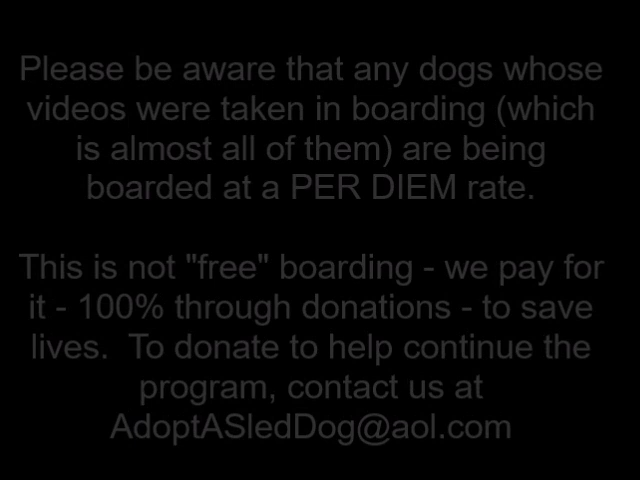 Please be aware that any dogs whose
videos were taken in boarding (which
is almost all of them) are being
boarded at a PER DIEM rate.
This is not "free" boarding - we pay for
it - 100% through donations - to save
lives.  To donate to help continue the
program, contact us at
AdoptASledDog@aol.com